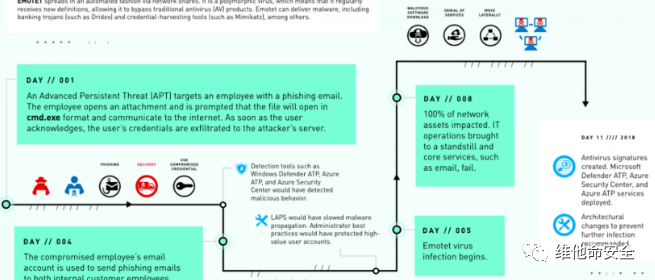 EMOTET spreads in an automated fashion via network shares. It is a polymorphic virus, which means that it regularly
receives new definitions, allowing it to bypass traditional antivirus (AV) products. Emotet can deliver malware, including
banking trojans (such as Dridex) and credential-harvesting tools (such as Mimikatz), among others.
MALICIOUS
SOFTWARE
DOWNLOAD
DENIAL OF
SERVICES
MOVE
LATERALLY
DAY // 001
An Advanced Persistent Threat (APT) targets an employee with a phishing email.
The employee opens an attachment and is prompted that the file will open in
cmd.exe format and communicate to the internet. As soon as the user
acknowledges, the user's credentials are exfiltrated to the attacker's server.
PHISHING
DELIVERY
USE
COMPROMISED
CREDENTIAL
Detection tools such as
Windows Defender ATP, Azure
ATP, and Azure Security
Center would have detected
malicious behavior.
LAPS would have slowed malware
propagation. Administrator best
practices would have protected high-
value user accounts.
DAY // 004
The compromised employee's email
account is used to send phishing emails
to both internal customer employees
DAY // 008
100% of network
assets impacted. IT
operations brought
to a standstill and
core services, such
as email, fail.
DAY // 005
Emotet virus
infection begins.
DAY 11 //// 2018
Antivirus signatures
created. Microsoft
Defender ATP, Azure
Security Center, and
Azure ATP services
deployed.
Architectural
changes to prevent
further infection
recommended.
维他命安全